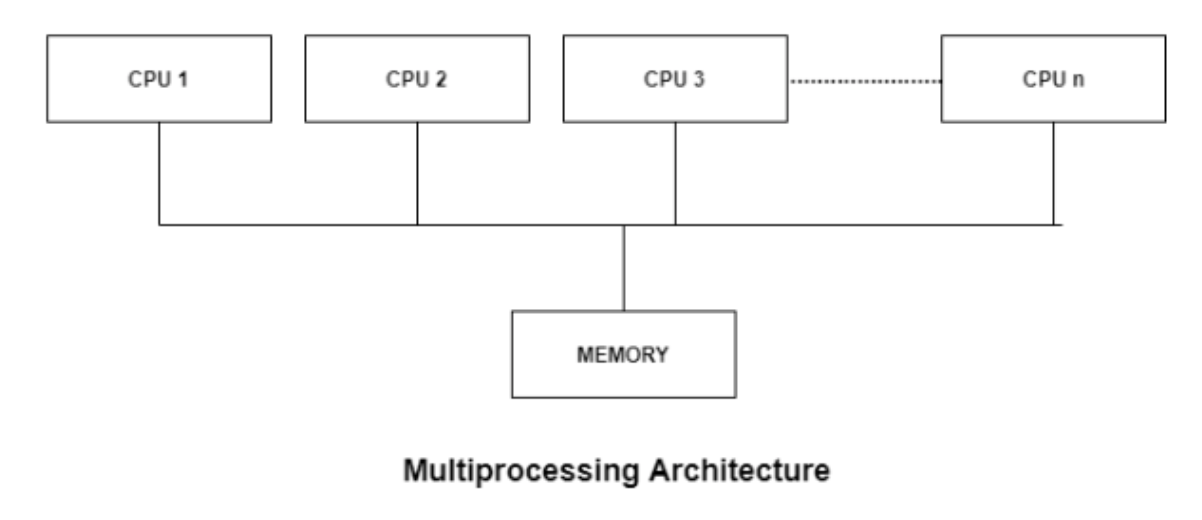 CPU 1
CPU 2
CPU 3
CPU n
MEMORY
Multiprocessing Architecture